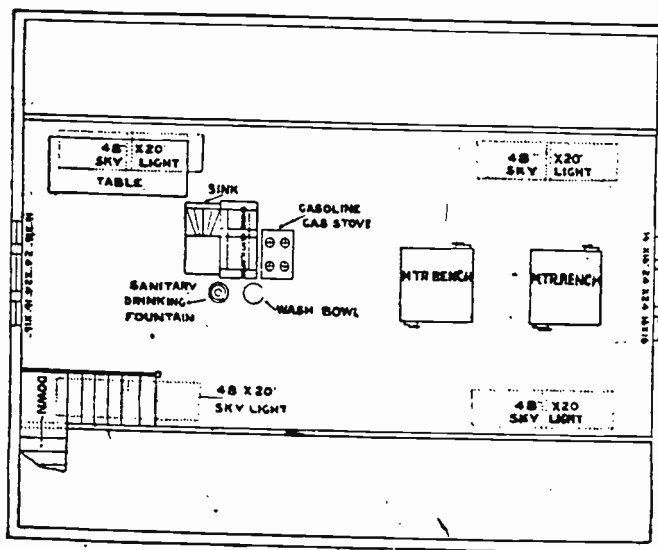 48" X20"
SKY LIGHT
TABLE
SINK
GASOLINE
GAS STOVE
48" X20"
SKY LIGHT
MTR BENCH
MTR.BENCH
SANITARY
DRINKING
FOUNTAIN
WASH BOWL
DOWN
48 X20"
SKY LIGHT
48" X20
SKY LIGHT